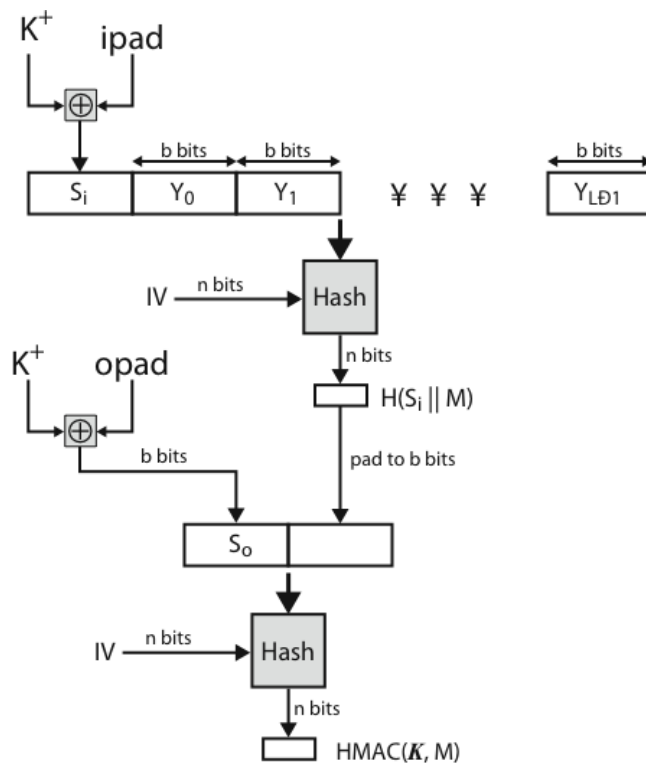 K+ ipad
b bits b bits b bits
Si Y0 Y1 ¥ ¥ ¥ YLÐ1
IV n bits Hash
n bits
K+ opad H(Si || M)
b bits pad to b bits
So
IV n bits Hash
n bits
HMAC(K, M)